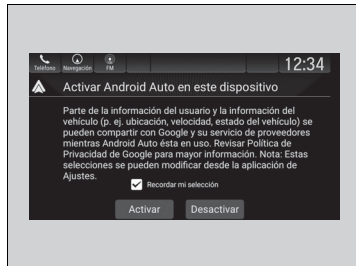 Teléfono Navegación FM 12:34
Activar Android Auto en este dispositivo
Parte de la información del usuario y la información del
vehículo (p. ej. ubicación, velocidad, estado del vehículo) se
pueden compartir con Google y su servicio de proveedores
mientras Android Auto ésta en uso. Revisar Política de
Privacidad de Google para mayor información. Nota: Estas
selecciones se pueden modificar desde la aplicación de
Ajustes.
Recordar mi selección
Activar Desactivar